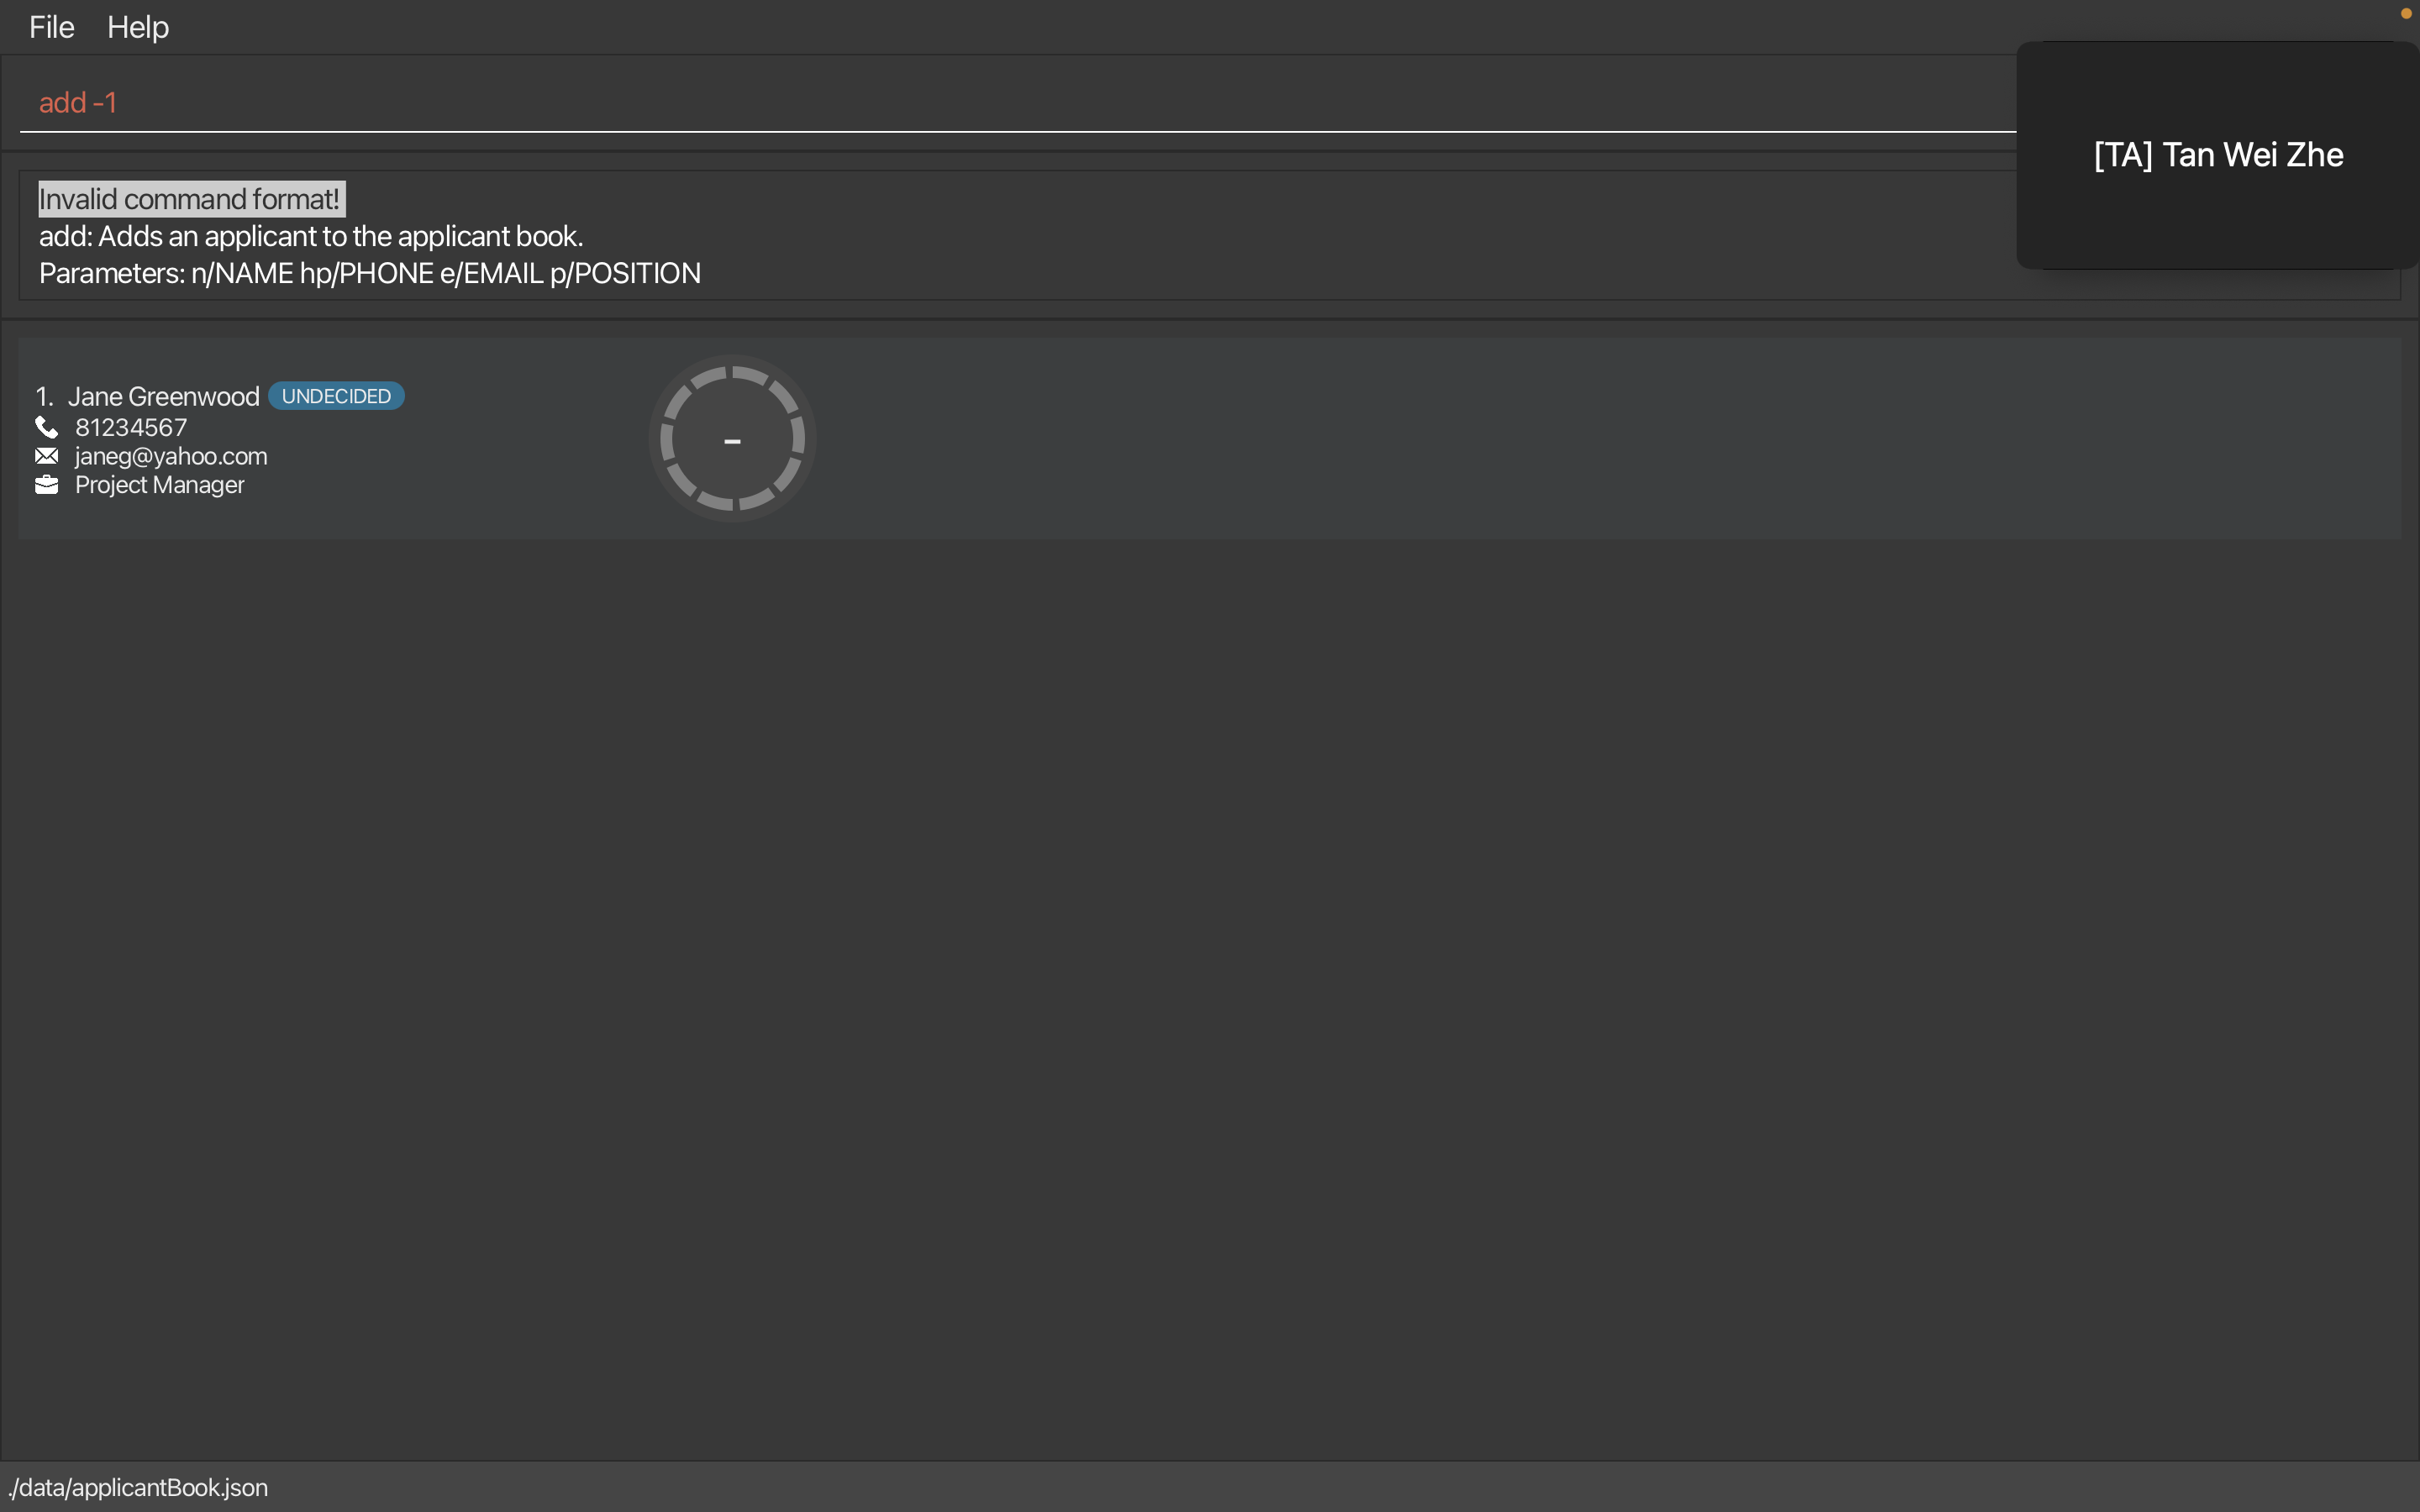 File Help
add -1
[TA] Tan Wei Zhe
Invalid command format!
add: Adds an applicant to the applicant book.
Parameters: n/NAME hp/PHONE e/EMAIL p/POSITION
1. Jane Greenwood UNDECIDED
81234567
janeg@yahoo.com
Project Manager
-
./data/applicantBook.json